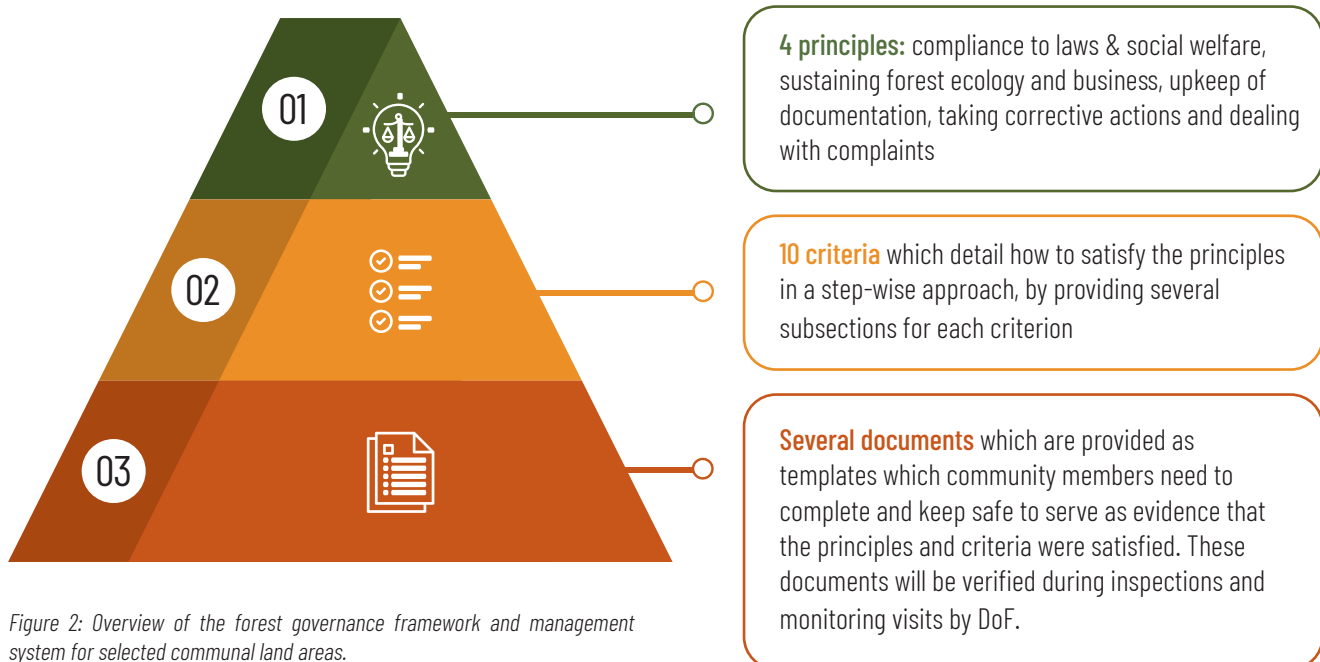 01
4 principles: compliance to laws & social welfare,
sustaining forest ecology and business, upkeep of
documentation, taking corrective actions and dealing
with complaints
02
10 criteria which detail how to satisfy the principles
in a step-wise approach, by providing several
subsections for each criterion
03
Several documents which are provided as
templates which community members need to
complete and keep safe to serve as evidence that
the principles and criteria were satisfied. These
documents will be verified during inspections and
monitoring visits by DoF.
Figure 2: Overview of the forest governance framework and management
system for selected communal land areas.